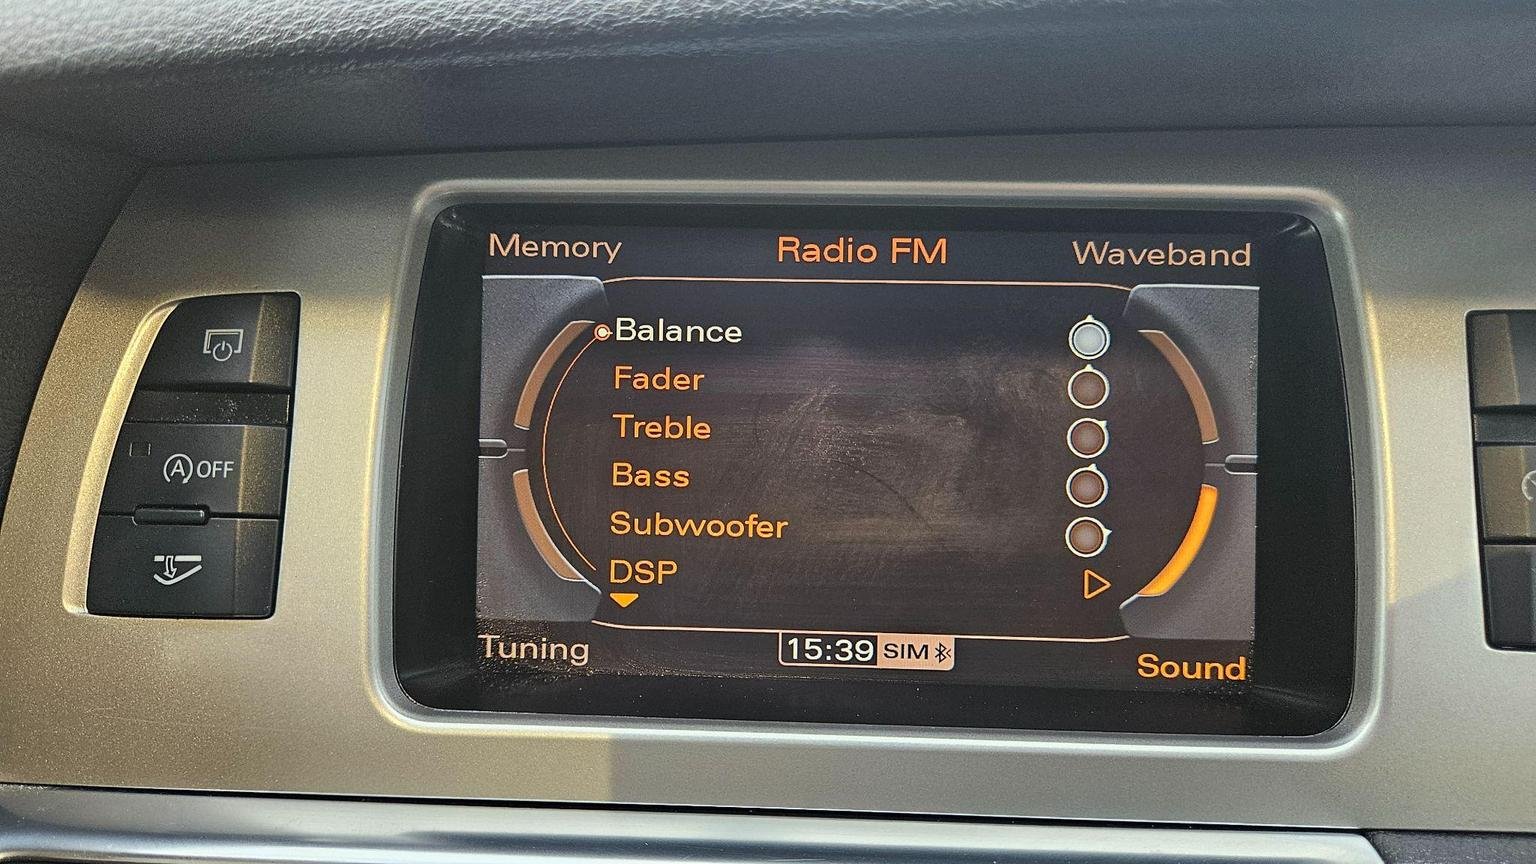 Memory Radio FM Waveband
Balance
Fader
Treble
A OFF
Bass
Subwoofer
DSP
Tuning 15:39 SIM Sound